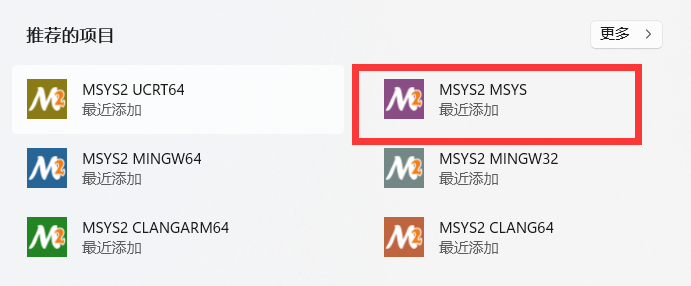 推荐的项目
更多
MSYS2 UCRT64
最近添加
MSYS2 MSYS
最近添加
MSYS2 MINGW64
最近添加
MSYS2 MINGW32
最近添加
MSYS2 CLANGARM64
最近添加
MSYS2 CLANG64
最近添加